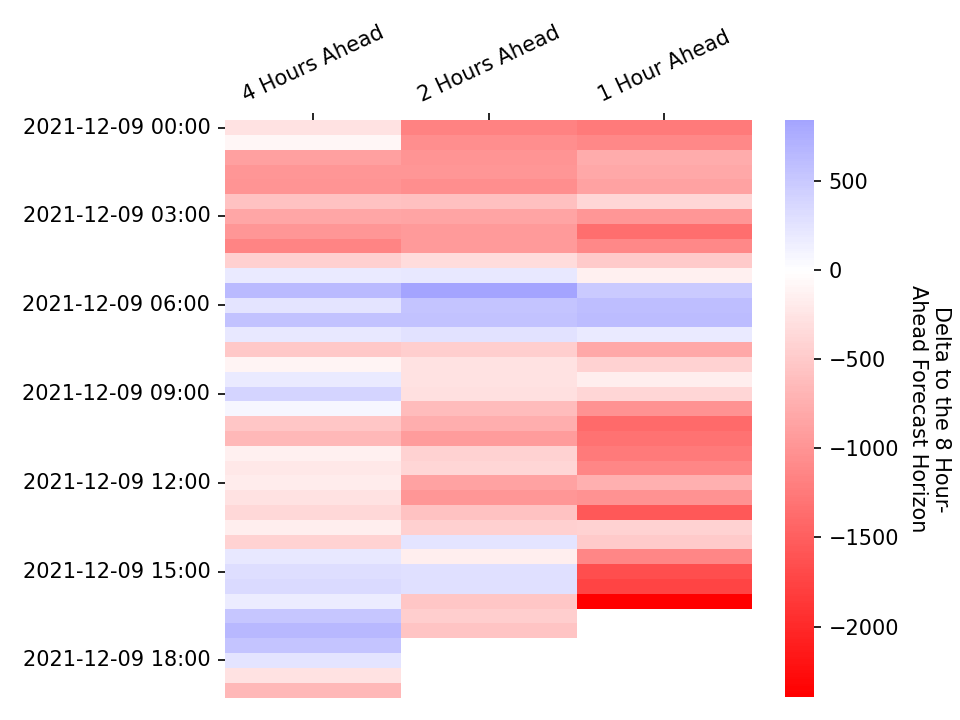 4 Hours Ahead
2 Hours Ahead
1 Hour Ahead
2021-12-09 00:00
2021-12-09 03:00
2021-12-09 06:00
2021-12-09 09:00
2021-12-09 12:00
2021-12-09 15:00
2021-12-09 18:00
500
0
−500
−1000
−1500
−2000
Delta to the 8 Hour-
Ahead Forecast Horizon